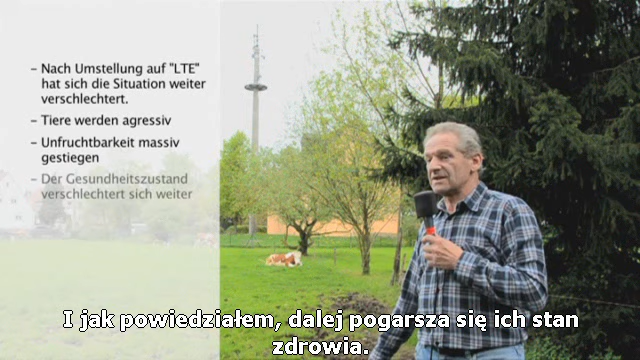 – Nach Umstellung auf "LTE"
hat sich die Situation weiter
verschlechtert.
– Tiere werden agressiv
– Unfruchtbarkeit massiv
gestiegen
– Der Gesundheitszustand
verschlechtert sich weiter
I jak powiedziałem, dalej pogarsza się ich stan
zdrowia.